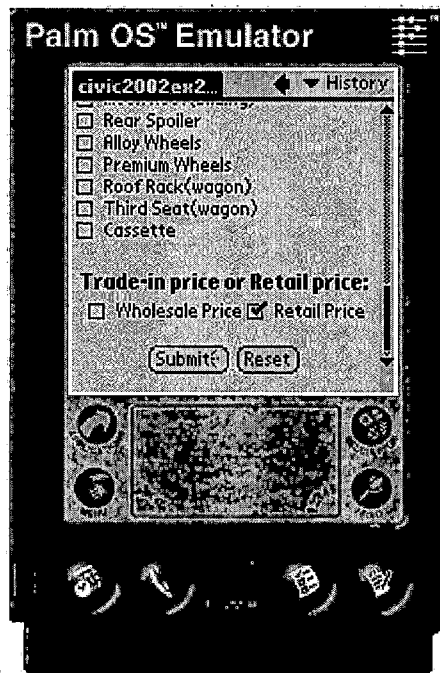 Palm OS™ Emulator
civic2002ex2...
History
Rear Spoiler
Alloy Wheels
Premium Wheels
Roof Rack(wagon)
Third Seat(wagon)
Cassette
Trade-in price or Retail price:
Wholesale Price Retail Price
Submit Reset